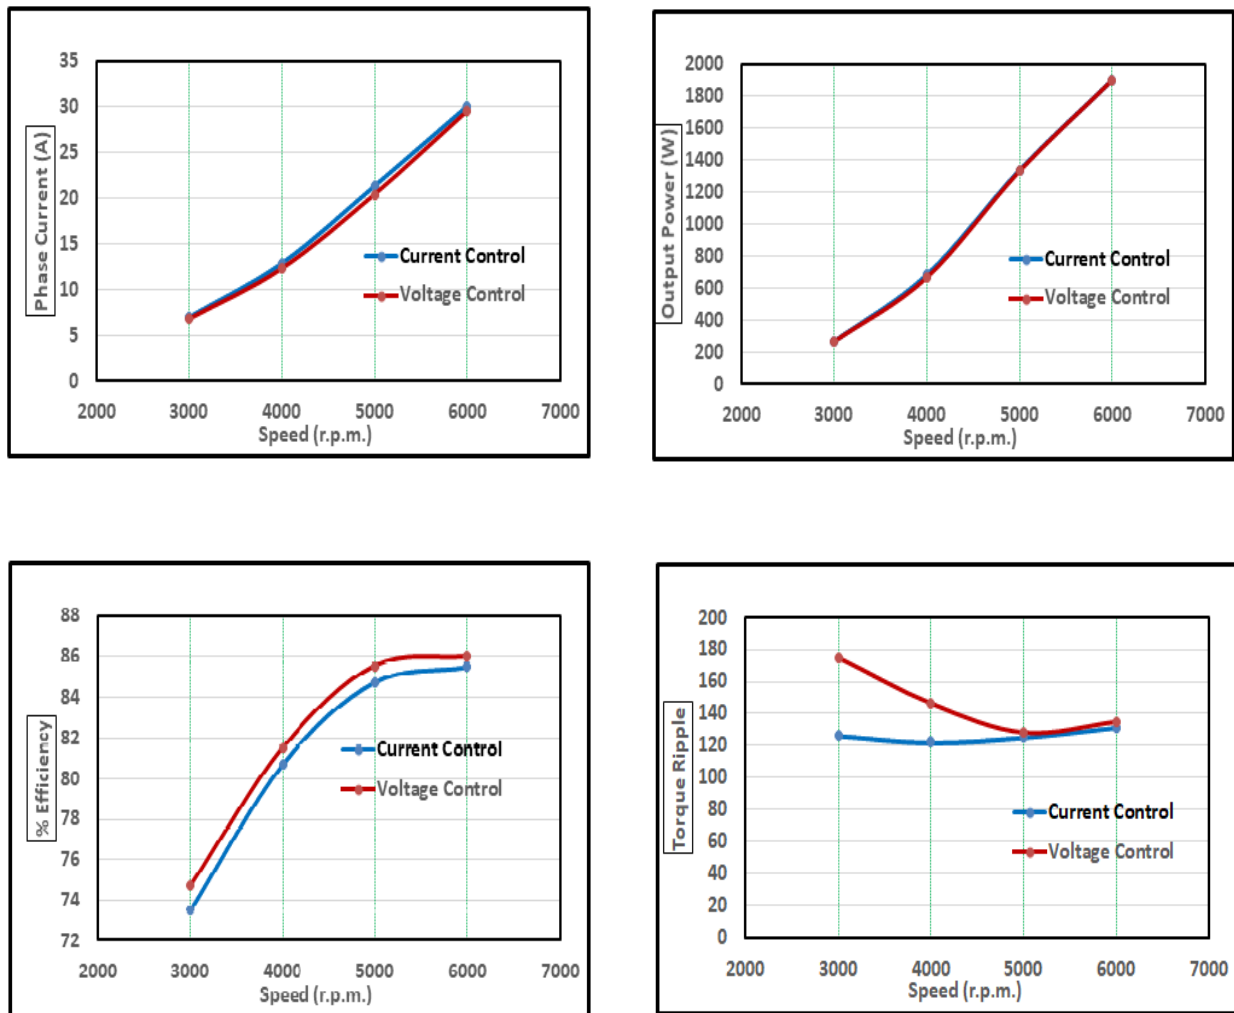 35
30
25
20
15
10
5
0
Phase Current (A)
Current Control
Voltage Control
2000 3000 4000 5000 6000 7000
Speed (r.p.m.)
2000
1800
1600
1400
1200
1000
800
600
400
200
0
Output Power (W)
Current Control
Voltage Control
2000 3000 4000 5000 6000 7000
Speed (r.p.m.)
88
86
84
82
80
78
76
74
72
% Efficiency
Current Control
Voltage Control
2000 3000 4000 5000 6000 7000
Speed (r.p.m.)
200
180
160
140
120
100
80
60
40
20
0
Torque Ripple
Current Control
Voltage Control
2000 3000 4000 5000 6000 7000
Speed (r.p.m.)